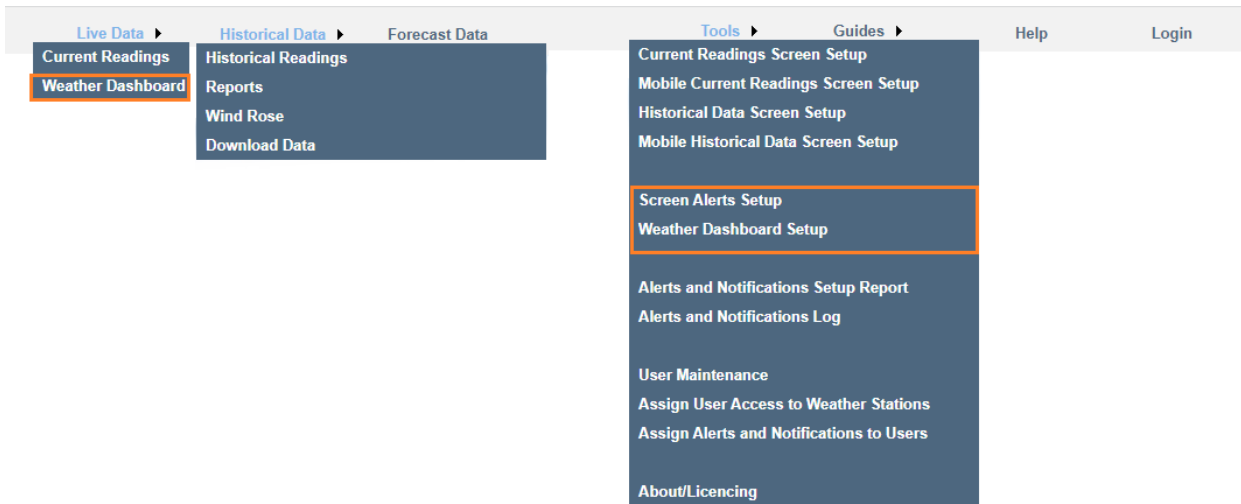 Live Data Historical Data Forecast Data Tools Guides Help Login
Current Readings
Weather Dashboard
Historical Readings
Reports
Wind Rose
Download Data
Current Readings Screen Setup
Mobile Current Readings Screen Setup
Historical Data Screen Setup
Mobile Historical Data Screen Setup
Screen Alerts Setup
Weather Dashboard Setup
Alerts and Notifications Setup Report
Alerts and Notifications Log
User Maintenance
Assign User Access to Weather Stations
Assign Alerts and Notifications to Users
About/Licencing